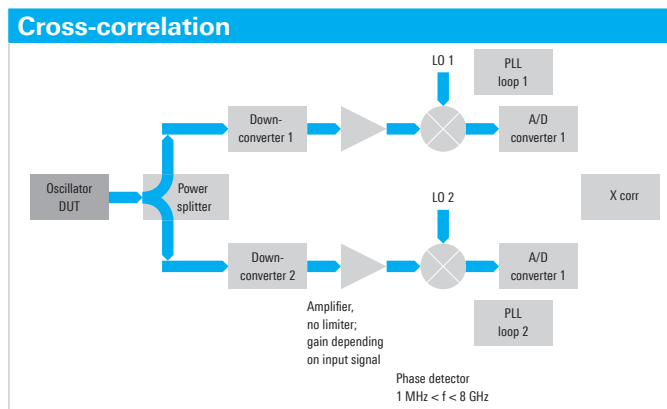 Cross-correlation
LO 1
PLL
loop 1
Down-
converter 1
A/D
converter 1
Oscillator
DUT
Power
splitter
X corr
LO 2
Down-
converter 2
A/D
converter 1
Amplifier,
no limiter;
gain depending
on input signal
PLL
loop 2
Phase detector
1 MHz < f < 8 GHz